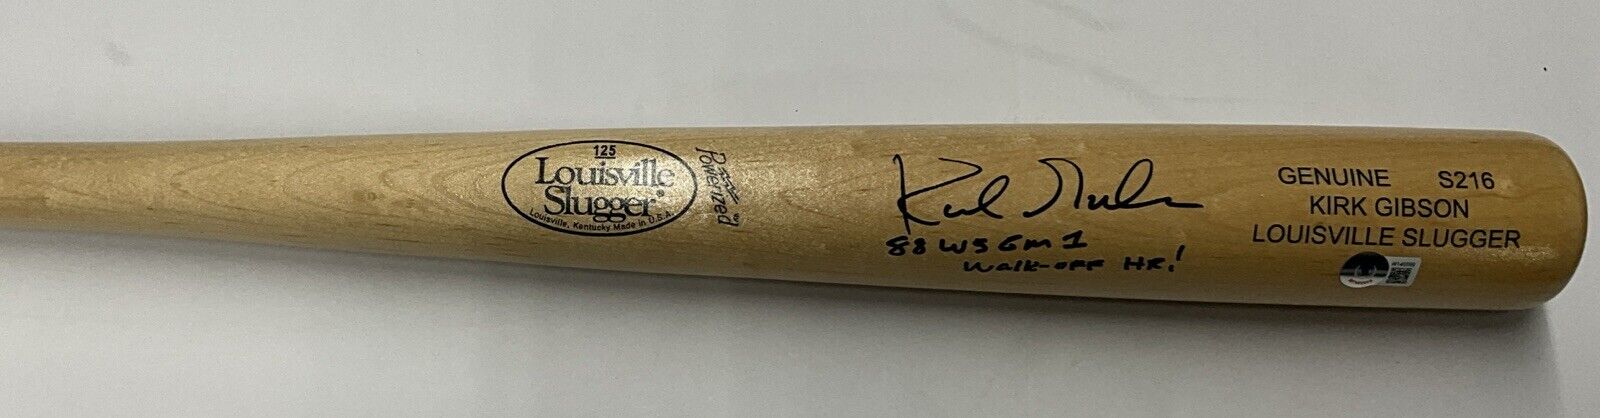 125
Louisville
Slugger®
Louisville, Kentucky Made in U.S.A.
Powerized
Kirk Gibson
88 WS GM 1
Walk-OFF HR!
GENUINE S216
KIRK GIBSON
LOUISVILLE SLUGGER